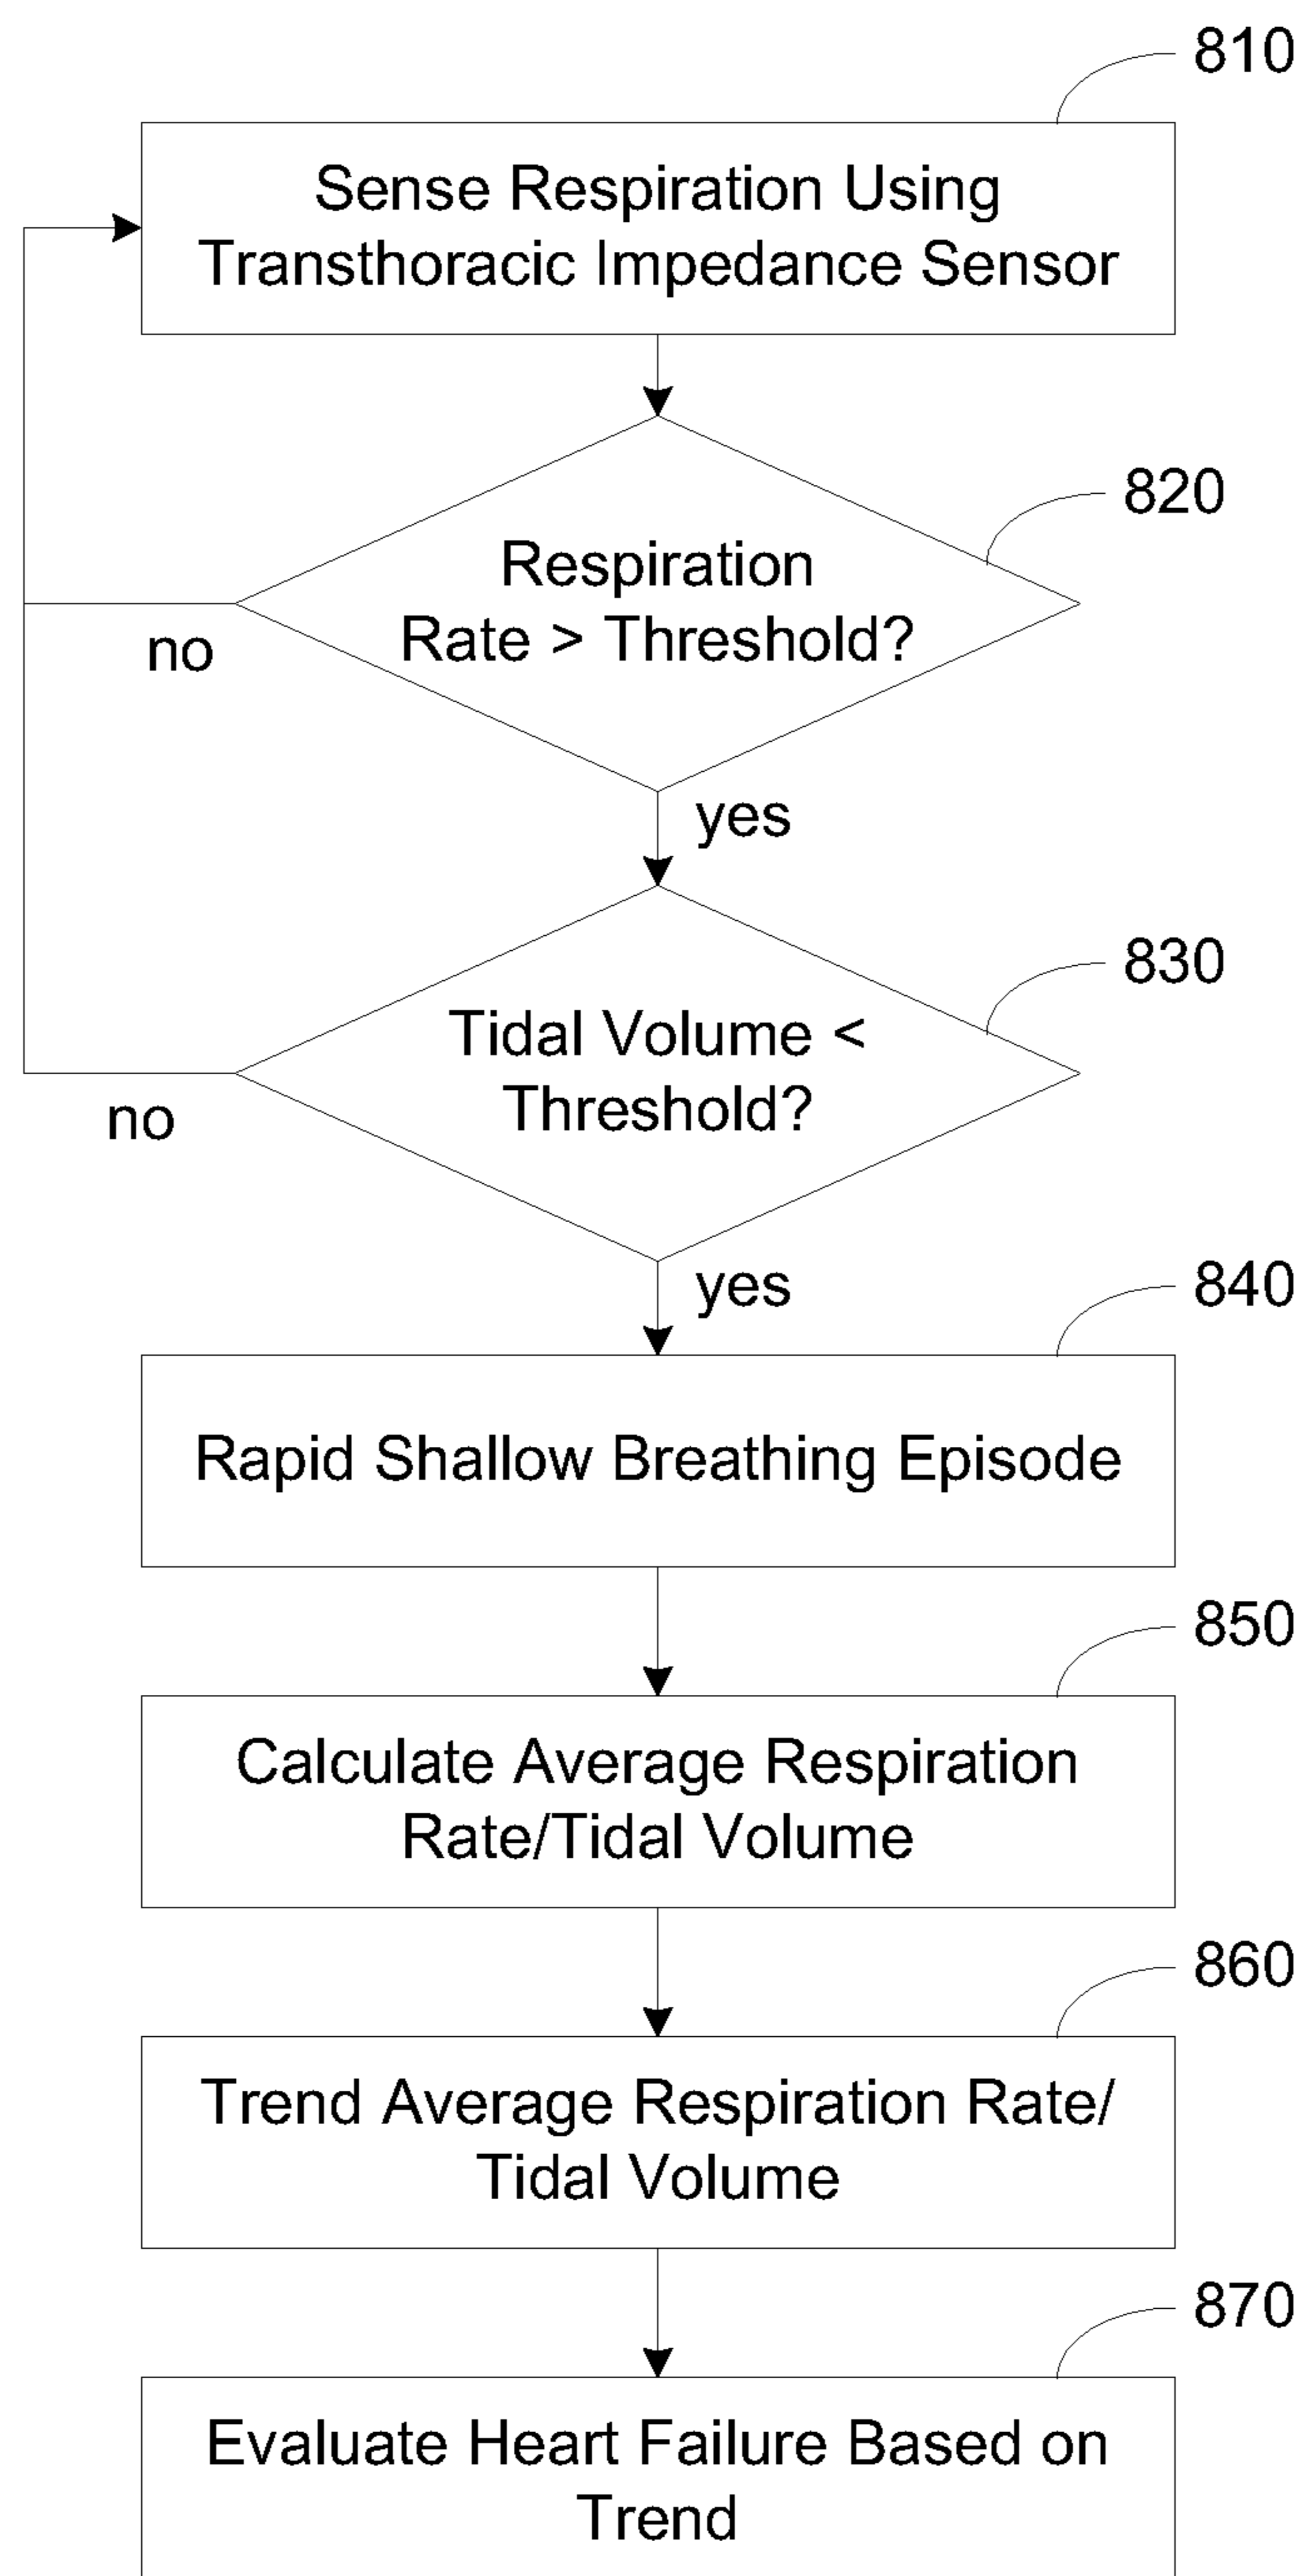 810
Sense Respiration Using
Transthoracic Impedance Sensor
820
Respiration
Rate > Threshold?
no
yes
830
Tidal Volume <
Threshold?
no
yes
840
Rapid Shallow Breathing Episode
850
Calculate Average Respiration
Rate/Tidal Volume
860
Trend Average Respiration Rate/
Tidal Volume
870
Evaluate Heart Failure Based on
Trend